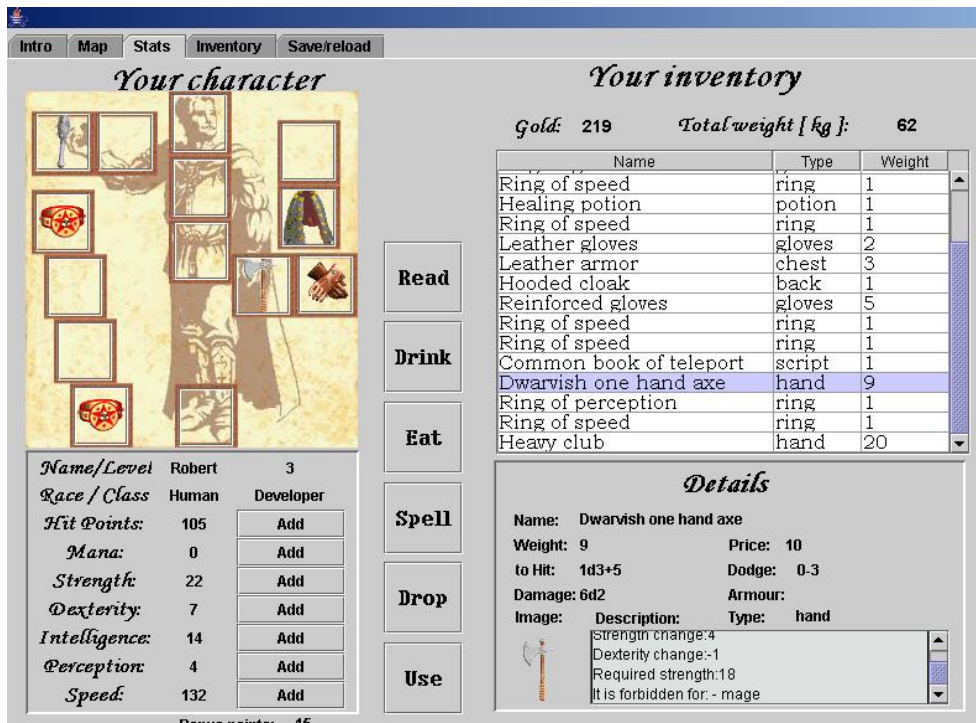 Intro Map Stats Inventory Save/reload
Your character
Name/Level Robert 3
Race / Class Human Developer
Hit Points: 105 Add
Mana: 0 Add
Strength: 22 Add
Dexterity: 7 Add
Intelligence: 14 Add
Perception: 4 Add
Speed: 132 Add
Bonus points: 15
Read
Drink
Eat
Spell
Drop
Use
Your inventory
Gold: 219 Total weight [ kg ]: 62
Name Type Weight
Ring of speed ring 1
Healing potion potion 1
Ring of speed ring 1
Leather gloves gloves 2
Leather armor chest 3
Hooded cloak back 1
Reinforced gloves gloves 5
Ring of speed ring 1
Ring of speed ring 1
Common book of teleport script 1
Dwarvish one hand axe hand 9
Ring of perception ring 1
Ring of speed ring 1
Heavy club hand 20
Details
Name: Dwarvish one hand axe
Weight: 9 Price: 10
to Hit: 1d3+5 Dodge: 0-3
Damage: 6d2 Armour:
Image: Description: Type: hand
Strength change:4
Dexterity change:-1
Required strength:18
It is forbidden for: - mage